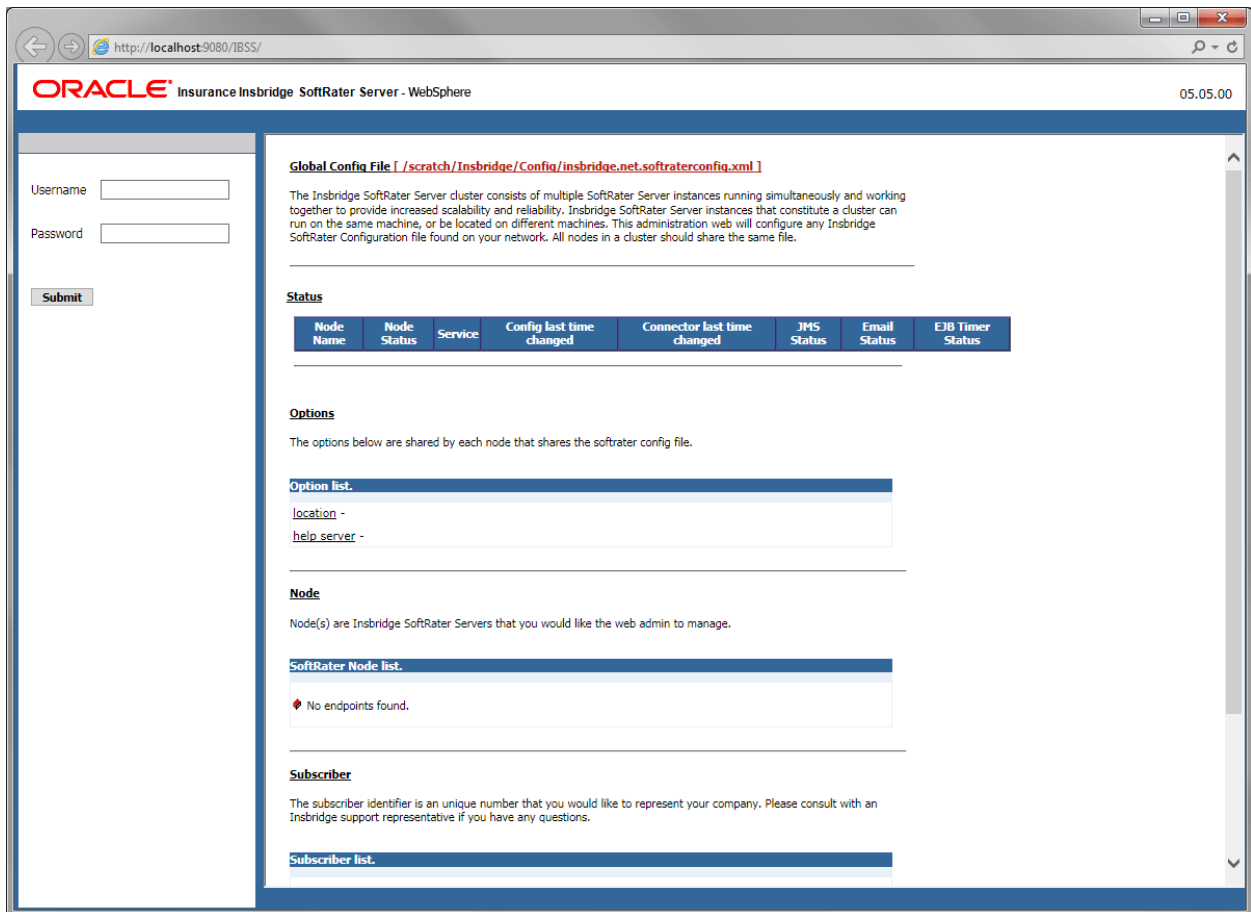 http://localhost:9080/IBSS/
ORACLE® Insurance Insbridge SoftRater Server - WebSphere
05.05.00
Username
Password
Submit
Global Config File [ /scratch/Insbridge/Config/insbridge.net.softraterconfig.xml ]
The Insbridge SoftRater Server cluster consists of multiple SoftRater Server instances running simultaneously and working
together to provide increased scalability and reliability. Insbridge SoftRater Server instances that constitute a cluster can
run on the same machine, or be located on different machines. This administration web will configure any Insbridge
SoftRater Configuration file found on your network. All nodes in a cluster should share the same file.
Status
Node Name Node Status Service Config last time changed Connector last time changed JMS Status Email Status EJB Timer Status
Options
The options below are shared by each node that shares the softrater config file.
Option list.
location -
help server -
Node
Node(s) are Insbridge SoftRater Servers that you would like the web admin to manage.
SoftRater Node list.
No endpoints found.
Subscriber
The subscriber identifier is an unique number that you would like to represent your company. Please consult with an
Insbridge support representative if you have any questions.
Subscriber list.